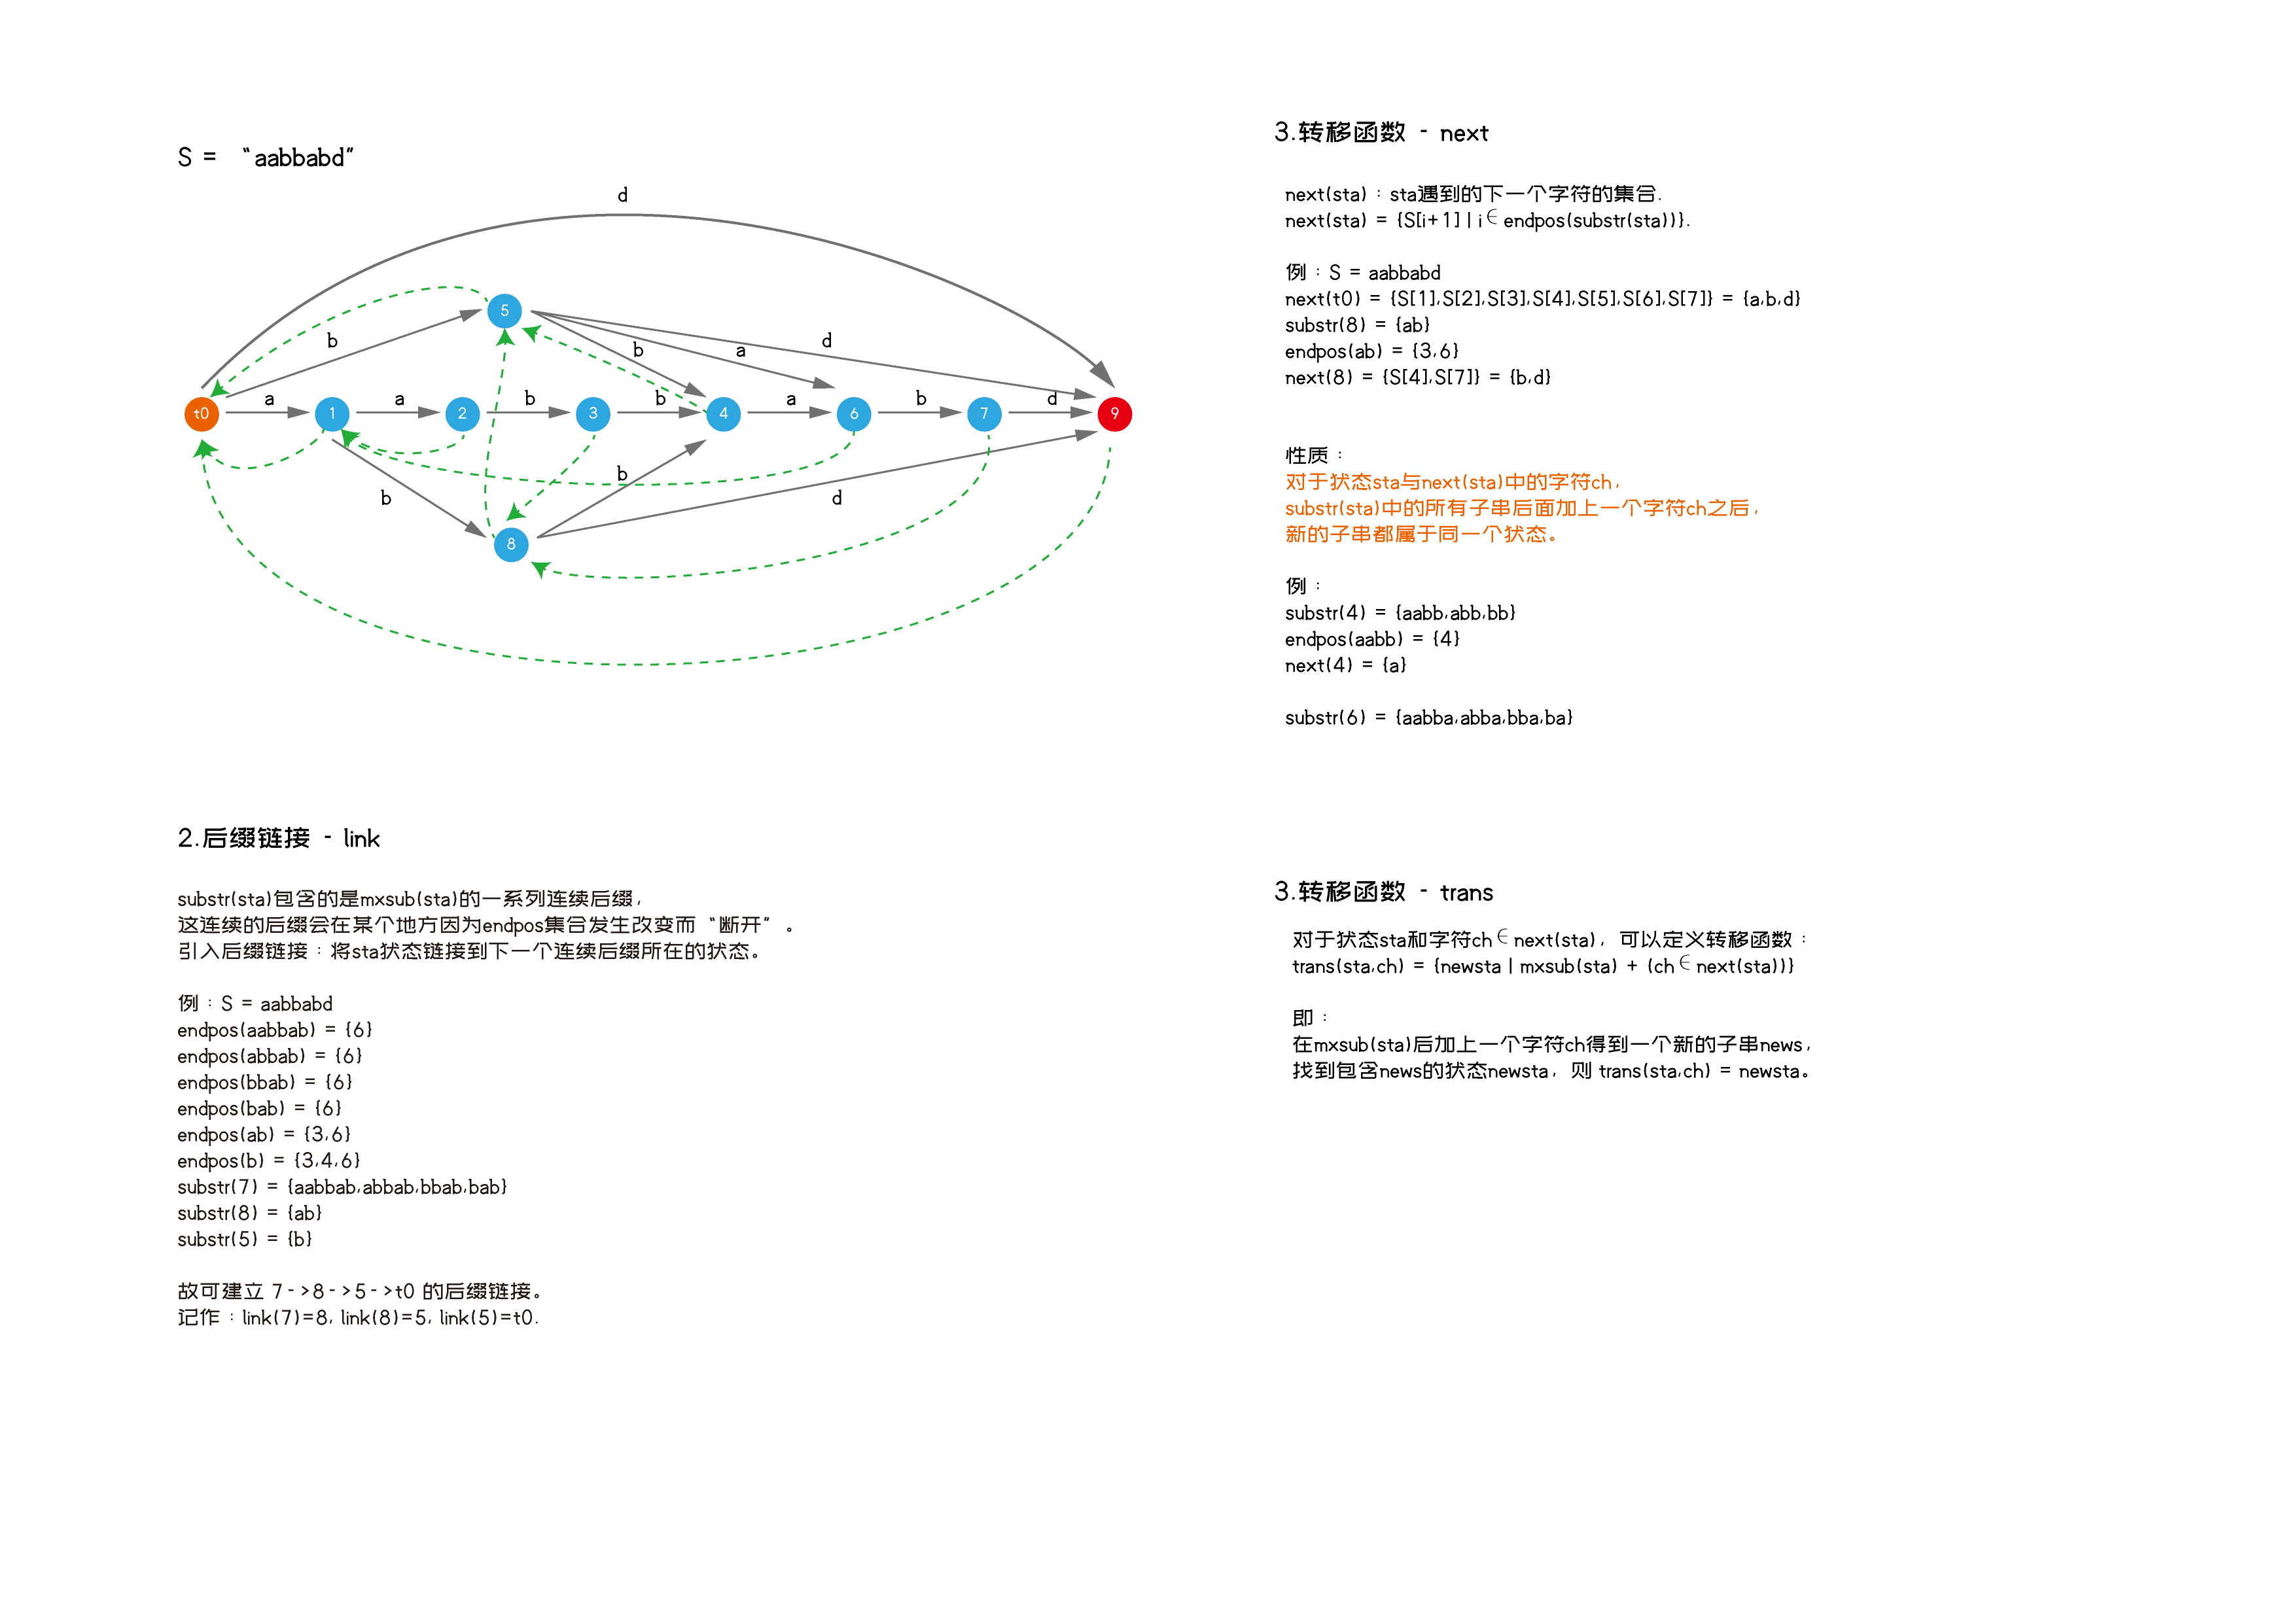 S = “aabbabd”
d
5
b
b
a
d
t0
a
1
a
2
b
3
b
4
a
6
b
7
d
9
b
b
d
8
2.后缀链接 - link
substr(sta)包含的是mxsub(sta)的一系列连续后缀,
这连续的后缀会在某个地方因为endpos集合发生改变而“断开”。
引入后缀链接：将sta状态链接到下一个连续后缀所在的状态。
例：S = aabbabd
endpos(aabbab) = {6}
endpos(abbab) = {6}
endpos(bbab) = {6}
endpos(bab) = {6}
endpos(ab) = {3,6}
endpos(b) = {3,4,6}
substr(7) = {aabbab,abbab,bbab,bab}
substr(8) = {ab}
substr(5) = {b}
故可建立 7->8->5->t0 的后缀链接。
记作：link(7)=8, link(8)=5, link(5)=t0.
3.转移函数 - next
next(sta)：sta遇到的下一个字符的集合.
next(sta) = {S[i+1] | i∈endpos(substr(sta))}.
例：S = aabbabd
next(t0) = {S[1],S[2],S[3],S[4],S[5],S[6],S[7]} = {a,b,d}
substr(8) = {ab}
endpos(ab) = {3,6}
next(8) = {S[4],S[7]} = {b,d}
性质：
对于状态sta与next(sta)中的字符ch,
substr(sta)中的所有子串后面加上一个字符ch之后,
新的子串都属于同一个状态。
例：
substr(4) = {aabb,abb,bb}
endpos(aabb) = {4}
next(4) = {a}
substr(6) = {aabba,abba,bba,ba}
3.转移函数 - trans
对于状态sta和字符ch∈next(sta)，可以定义转移函数：
trans(sta,ch) = {newsta | mxsub(sta) + (ch∈next(sta))}
即：
在mxsub(sta)后加上一个字符ch得到一个新的子串news,
找到包含news的状态newsta，则 trans(sta,ch) = newsta。